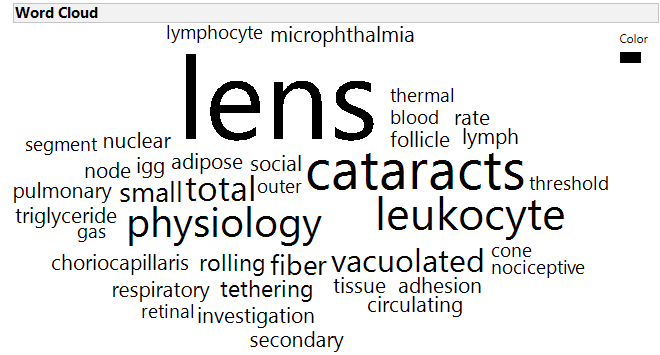 Word Cloud
Color
lymphocyte microphthalmia
lens
thermal
blood rate
follicle lymph
segment nuclear
node igg adipose social
cataracts
pulmonary small total outer
threshold
triglyceride physiology leukocyte
gas
choriocapillaris rolling fiber vacuolated cone
nociceptive
respiratory tethering tissue adhesion
retinal investigation circulating
secondary